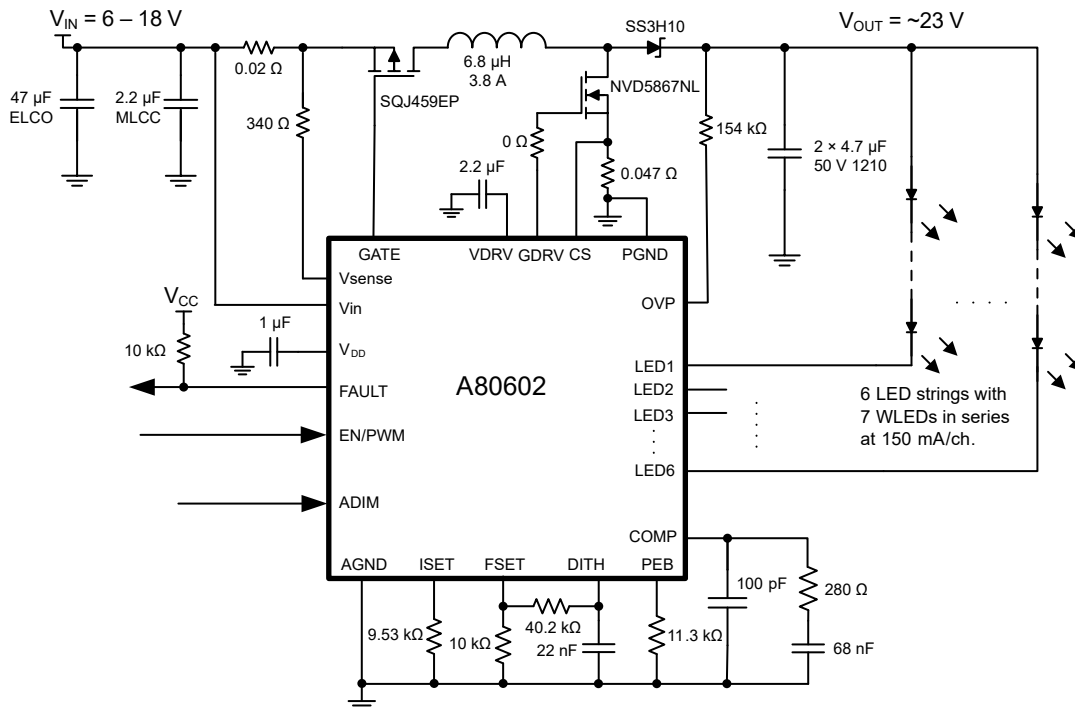 V_IN = 6 – 18 V
SS3H10
V_OUT = ~23 V
0.02 Ω
6.8 µH
3.8 A
47 µF
ELCO
2.2 µF
MLCC
SQJ459EP
NVD5867NL
340 Ω
0 Ω
154 kΩ
2 × 4.7 µF
50 V 1210
2.2 µF
0.047 Ω
GATE
VDRV
GDRV
CS
PGND
Vsense
Vin
OVP
V_CC
1 µF
10 kΩ
V_DD
LED1
FAULT
A80602
LED2
LED3
6 LED strings with
7 WLEDs in series
at 150 mA/ch.
EN/PWM
LED6
ADIM
COMP
AGND
ISET
FSET
DITH
PEB
100 pF
280 Ω
9.53 kΩ
10 kΩ
40.2 kΩ
22 nF
11.3 kΩ
68 nF